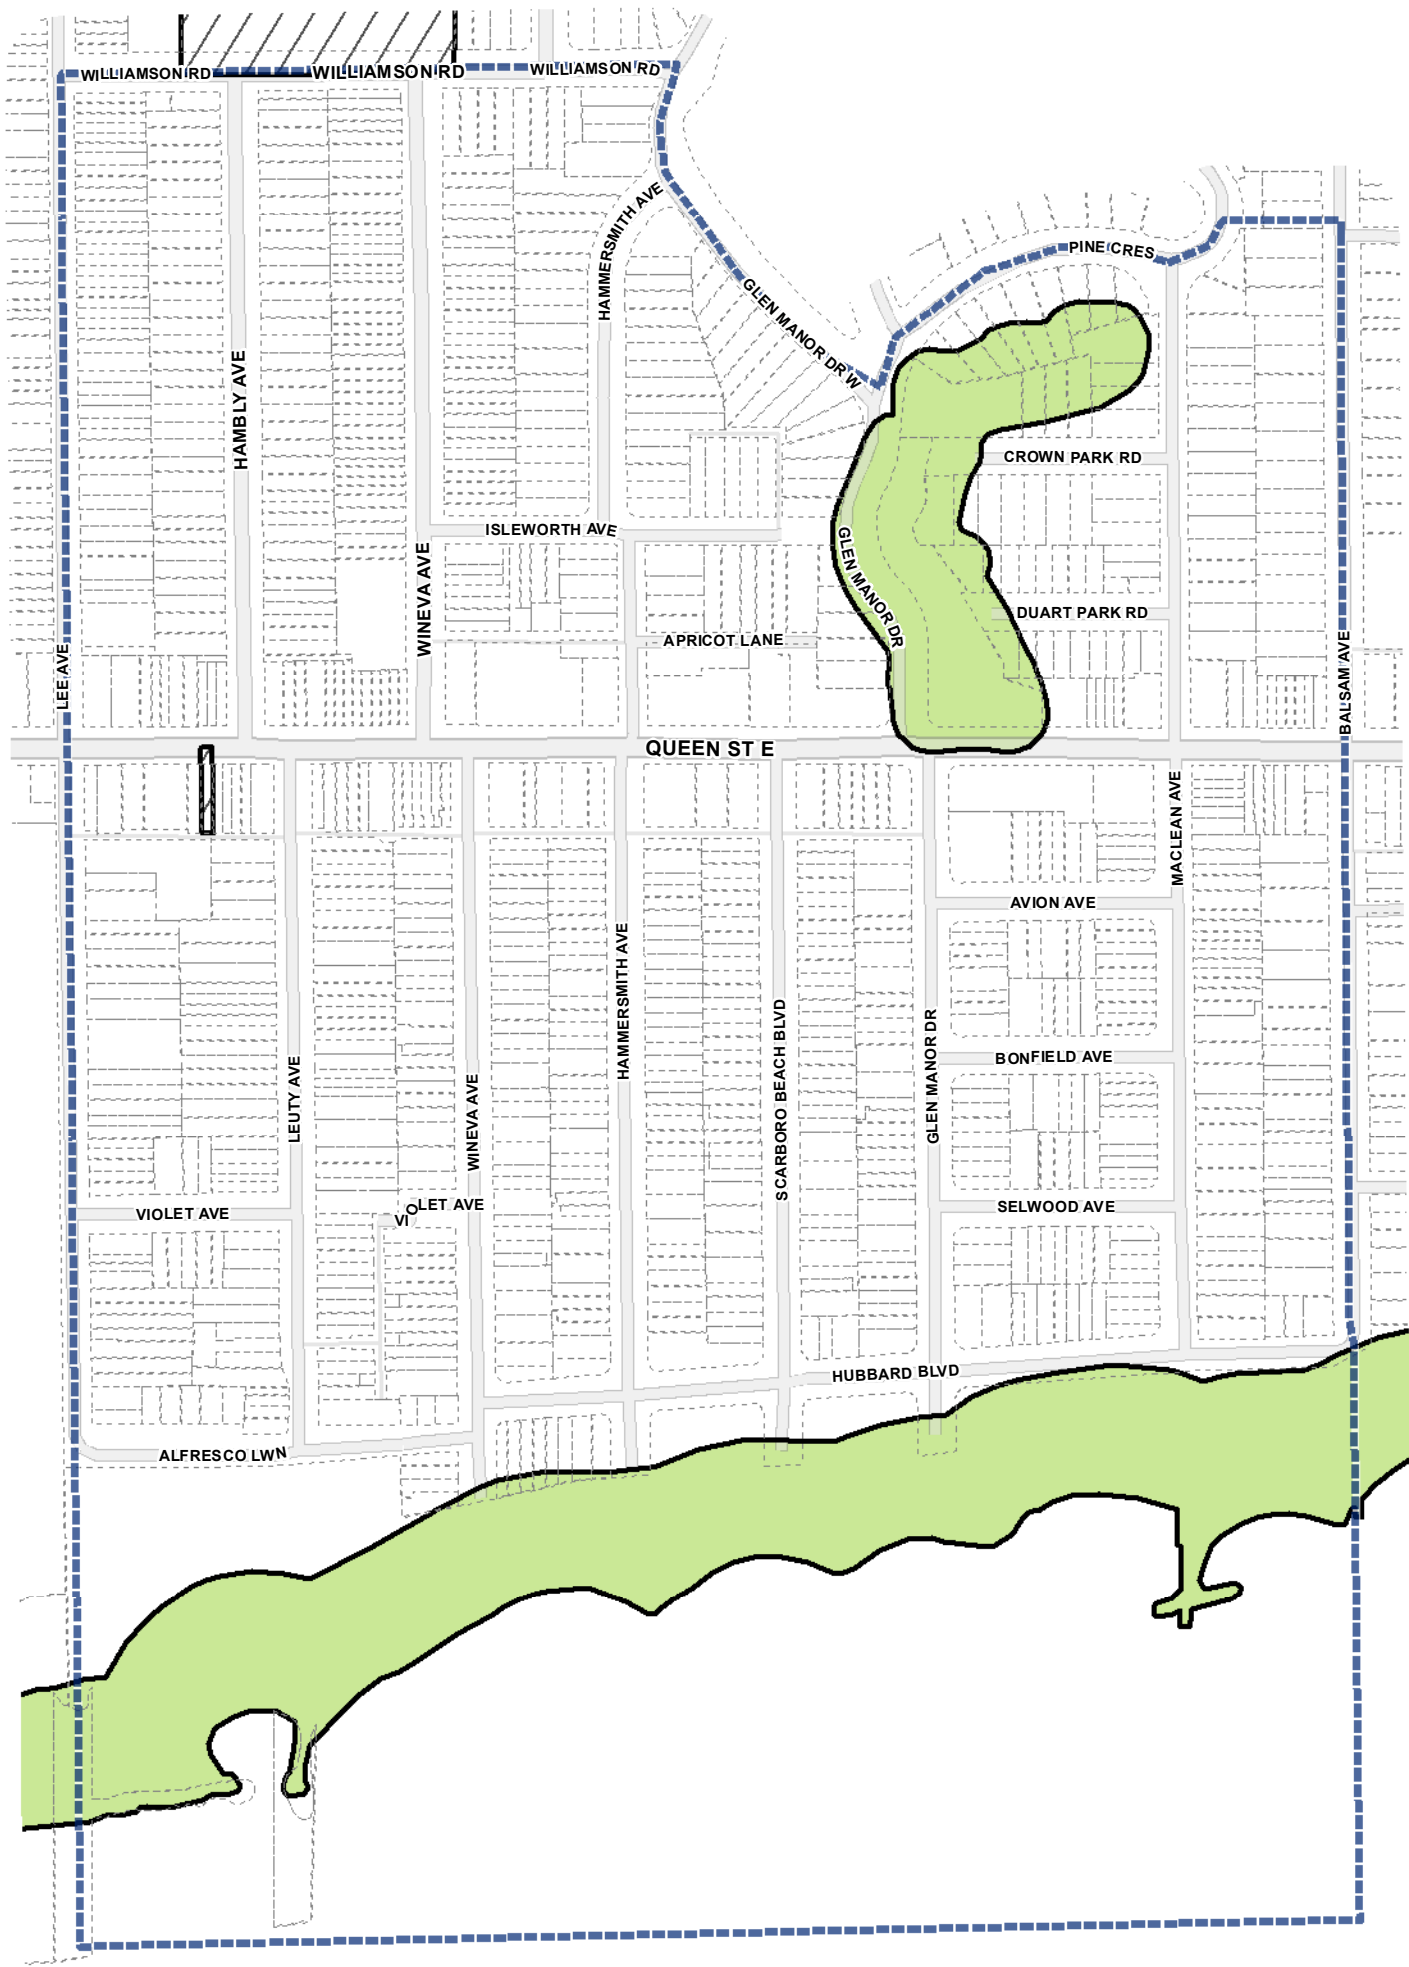 WILLIAMSON RD
WILLIAMSON RD
WILLIAMSON RD
HAMMERSMITH AVE
PINE CRES
GLEN MANOR DR W
HAMBLY AVE
CROWN PARK RD
ISLEWORTH AVE
WINEVA AVE
GLEN MANOR DR
DUART PARK RD
APRICOT LANE
LEE AVE
BALSAM AVE
QUEEN ST E
MACLEAN AVE
AVION AVE
HAMMERSMITH AVE
SCARBORO BEACH BLVD
GLEN MANOR DR
BONFIELD AVE
LEUTY AVE
WINEVA AVE
VIOLET AVE
VIOLET AVE
SELWOOD AVE
HUBBARD BLVD
ALFRESCO LWN